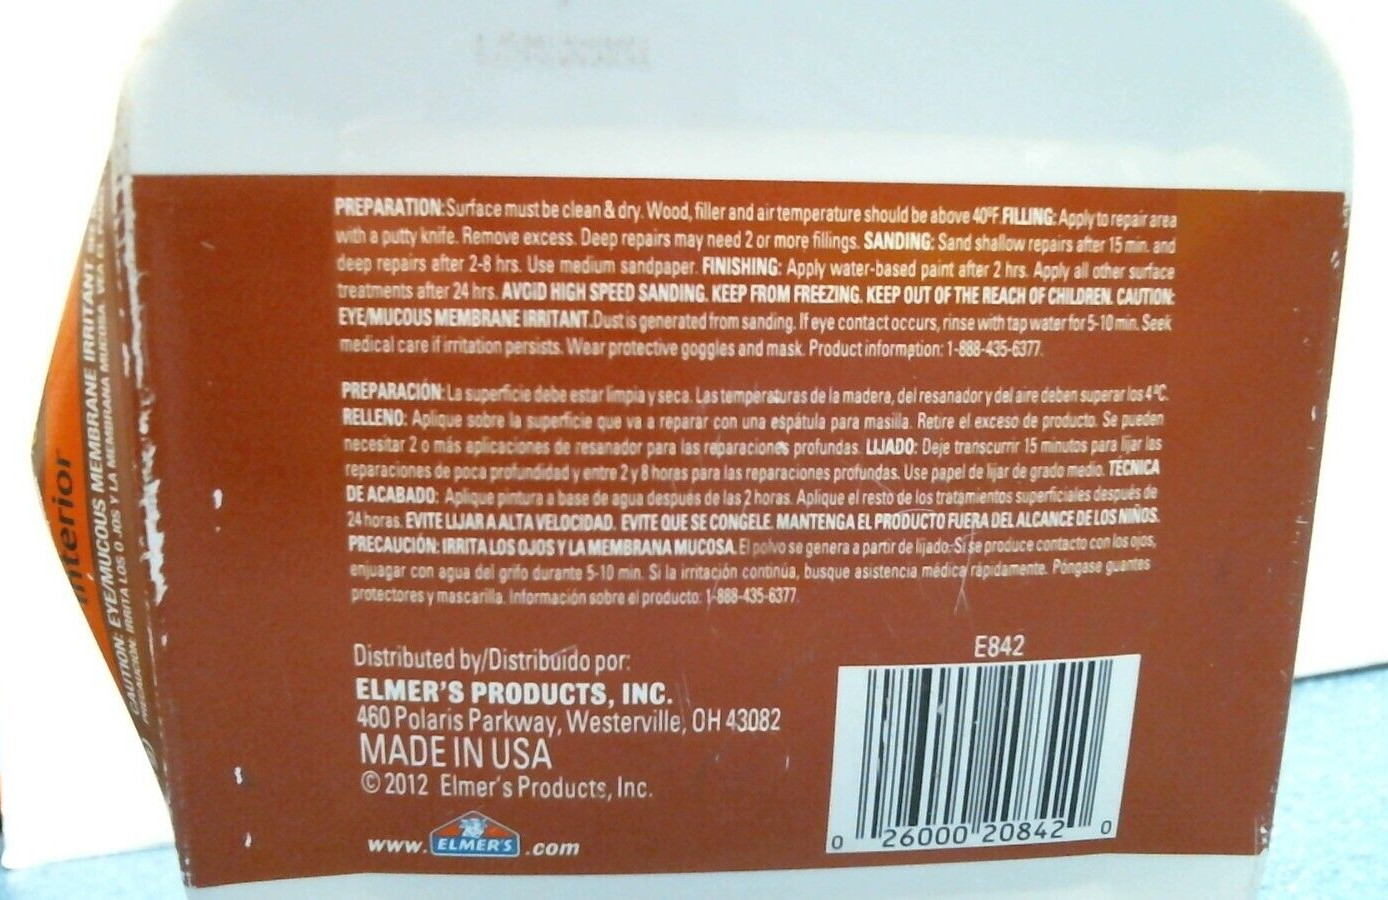 PREPARATION: Surface must be clean & dry. Wood, filler and air temperature should be above 40ºF. FILLING: Apply to repair area
with a putty knife. Remove excess. Deep repairs may need 2 or more fillings. SANDING: Sand shallow repairs after 15 min. and
deep repairs after 2-8 hrs. Use medium sandpaper. FINISHING: Apply water-based paint after 2 hrs. Apply all other surface
treatments after 24 hrs. AVOID HIGH SPEED SANDING. KEEP FROM FREEZING. KEEP OUT OF THE REACH OF CHILDREN. CAUTION:
EYE/MUCOUS MEMBRANE IRRITANT. Dust is generated from sanding. If eye contact occurs, rinse with tap water for 5-10 min. Seek
medical care if irritation persists. Wear protective goggles and mask. Product information: 1-888-435-6377.
PREPARACIÓN: La superficie debe estar limpia y seca. Las temperaturas de la madera, del resanador y del aire deben superar los 4ºC.
RELLENO: Aplique sobre la superficie que va a reparar con una espátula para masilla. Retire el exceso de producto. Se pueden
necesitar 2 o más aplicaciones de resanador para las reparaciones profundas. LIJADO: Deje transcurrir 15 minutos para lijar las
reparaciones de poca profundidad y entre 2 y 8 horas para las reparaciones profundas. Use papel de lijar de grado medio. TÉCNICA
DE ACABADO: Aplique pintura a base de agua después de las 2 horas. Aplique el resto de los tratamientos superficiales después de
24 horas. EVITE LIJAR A ALTA VELOCIDAD. EVITE QUE SE CONGELE. MANTENGA EL PRODUCTO FUERA DEL ALCANCE DE LOS NIÑOS.
PRECAUCIÓN: IRRITA LOS OJOS Y LA MEMBRANA MUCOSA. El polvo se genera a partir de lijado. Si se produce contacto con los ojos,
enjuagar con agua del grifo durante 5-10 min. Si la irritación continúa, busque asistencia médica rápidamente. Póngase guantes
protectores y mascarilla. Información sobre el producto: 1-888-435-6377.
Distributed by/Distribuido por:
ELMER'S PRODUCTS, INC.
460 Polaris Parkway, Westerville, OH 43082
MADE IN USA
© 2012 Elmer's Products, Inc.
www.ELMER'S.com
E842
0 26000 20842 0
Interior
CAUTION: EYE/MUCOUS MEMBRANE IRRITANT
PRECAUCIÓN: IRRITA LOS OJOS Y LA MEMBRANA MUCOSA